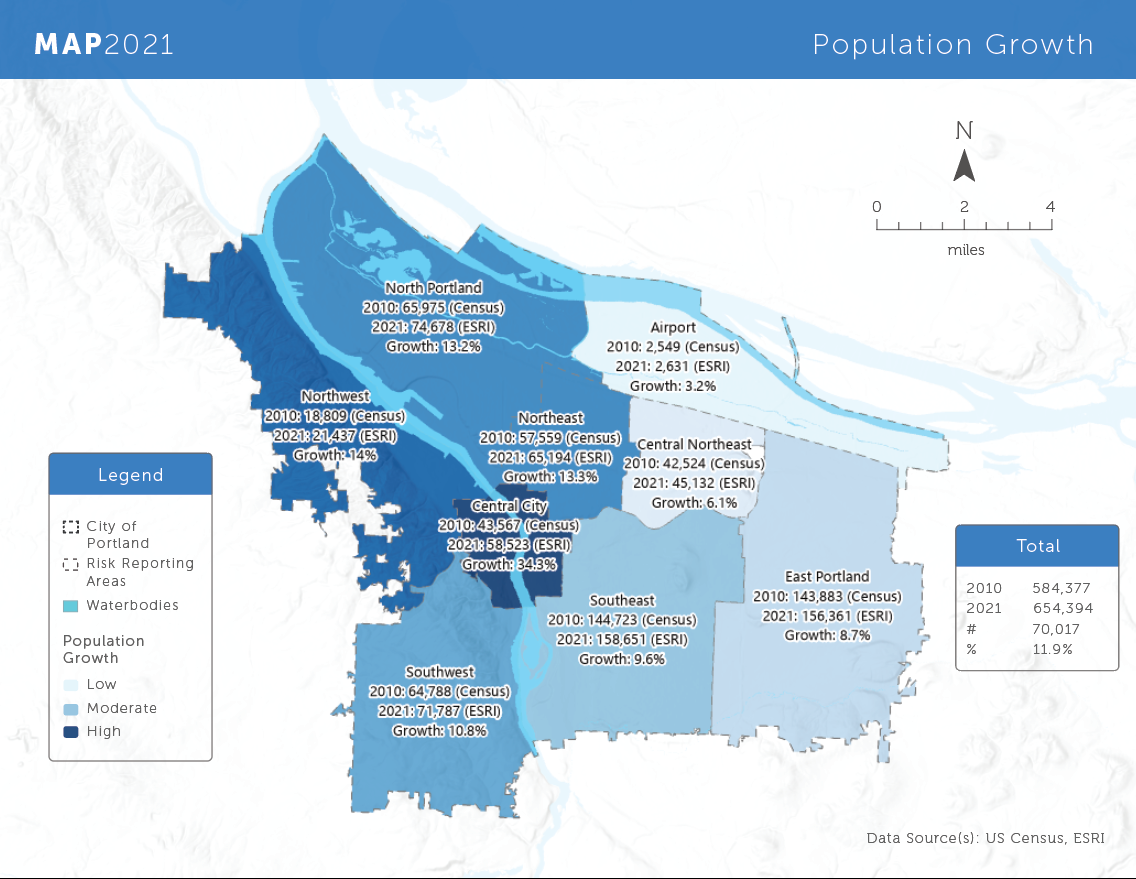 MAP2021
Population Growth
N
0 2 4
miles
North Portland
2010: 65,975 (Census)
2021: 74,678 (ESRI)
Growth: 13.2%
Airport
2010: 2,549 (Census)
2021: 2,631 (ESRI)
Growth: 3.2%
Northwest
2010: 18,809 (Census)
2021: 21,437 (ESRI)
Growth: 14%
Northeast
2010: 57,559 (Census)
2021: 65,194 (ESRI)
Growth: 13.3%
Central Northeast
2010: 42,524 (Census)
2021: 45,132 (ESRI)
Growth: 6.1%
Central City
2010: 43,567 (Census)
2021: 58,523 (ESRI)
Growth: 34.3%
Southeast
2010: 144,723 (Census)
2021: 158,651 (ESRI)
Growth: 9.6%
East Portland
2010: 143,883 (Census)
2021: 156,361 (ESRI)
Growth: 8.7%
Southwest
2010: 64,788 (Census)
2021: 71,787 (ESRI)
Growth: 10.8%
Legend
City of
Portland
Risk Reporting
Areas
Waterbodies
Population
Growth
Low
Moderate
High
Total
2010 584,377
2021 654,394
# 70,017
% 11.9%
Data Source(s): US Census, ESRI